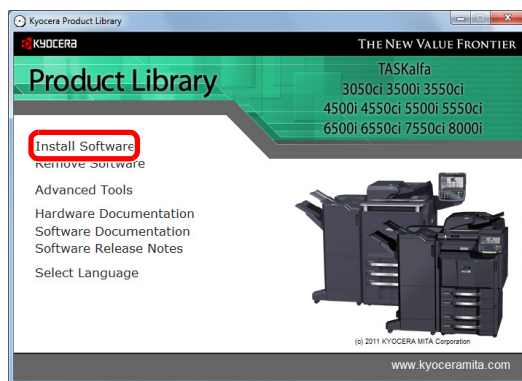 Kyocera Product Library
KYOCERA
THE NEW VALUE FRONTIER
Product Library
TASKalfa
3050ci 3500i 3550ci
4500i 4550ci 5500i 5550ci
6500i 6550ci 7550ci 8000i
Install Software
Remove Software
Advanced Tools
Hardware Documentation
Software Documentation
Software Release Notes
Select Language
(c) 2011 KYOCERA MITA Corporation
www.kyoceramita.com